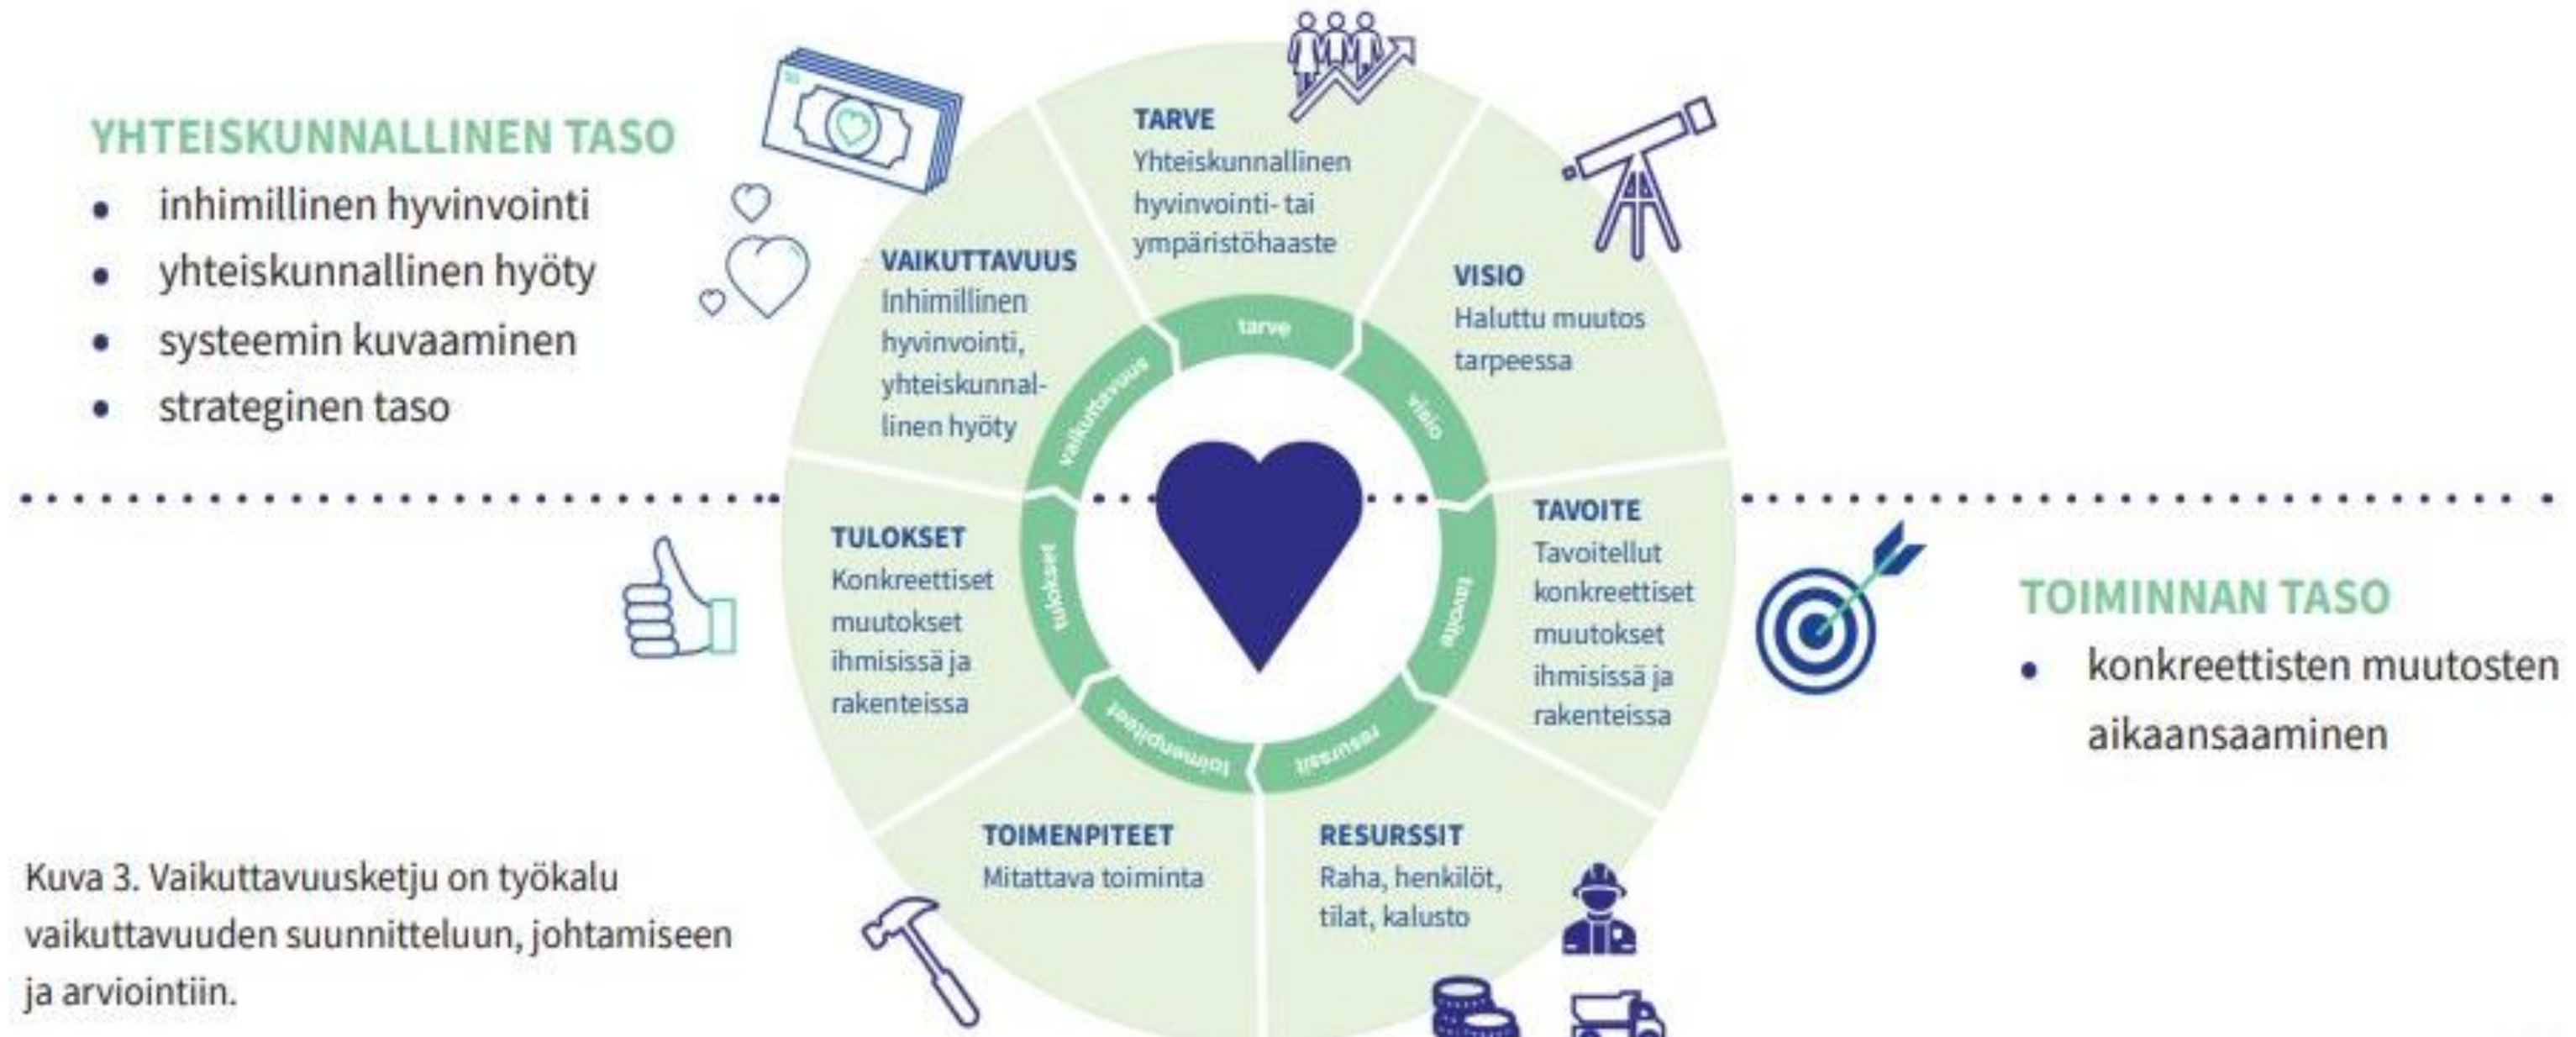 YHTEISKUNNALLINEN TASO
• inhimillinen hyvinvointi
• yhteiskunnallinen hyöty
• systeemin kuvaaminen
• strateginen taso
TARVE
Yhteiskunnallinen
hyvinvointi- tai
ympäristöhaaste
VISIO
Haluttu muutos
tarpeessa
TAVOITE
Tavoitellut
konkreettiset
muutokset
ihmisissä ja
rakenteissa
RESURSSIT
Raha, henkilöt,
tilat, kalusto
TOIMENPITEET
Mitattava toiminta
TULOKSET
Konkreettiset
muutokset
ihmisissä ja
rakenteissa
VAIKUTTAVUUS
Inhimillinen
hyvinvointi,
yhteiskunnal-
linen hyöty
tarve
visio
tavoite
resurssit
toimenpiteet
tulokset
vaikuttavuus
TOIMINNAN TASO
• konkreettisten muutosten
aikaansaaminen
Kuva 3. Vaikuttavuusketju on työkalu
vaikuttavuuden suunnitteluun, johtamiseen
ja arviointiin.